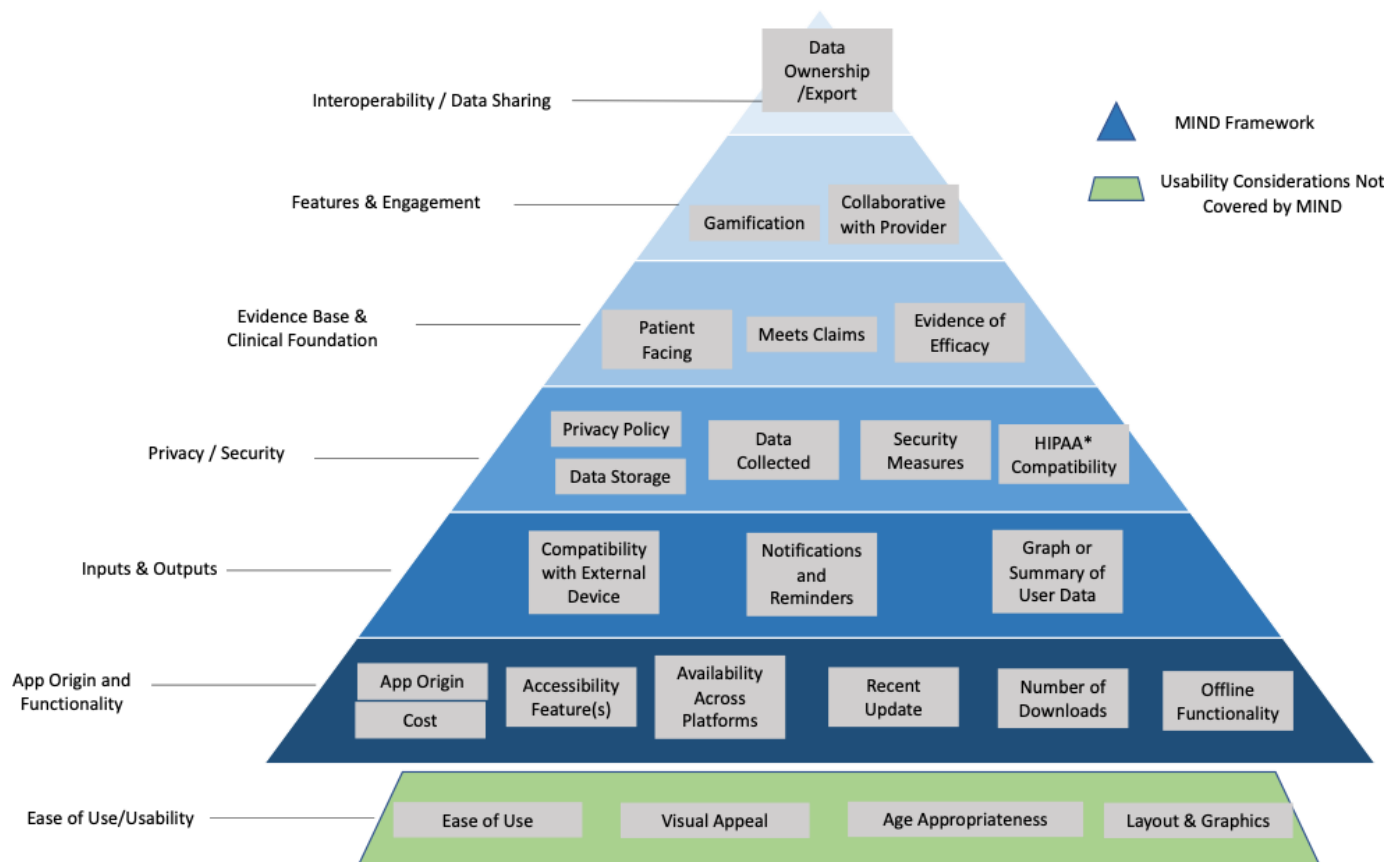 Data
Ownership
/Export
Interoperability / Data Sharing
MIND Framework
Usability Considerations Not
Covered by MIND
Features & Engagement
Gamification
Collaborative
with Provider
Evidence Base &
Clinical Foundation
Patient
Facing
Meets Claims
Evidence of
Efficacy
Privacy / Security
Privacy Policy
Data Storage
Data
Collected
Security
Measures
HIPAA*
Compatibility
Inputs & Outputs
Compatibility
with External
Device
Notifications
and
Reminders
Graph or
Summary of
User Data
App Origin and
Functionality
App Origin
Cost
Accessibility
Feature(s)
Availability
Across
Platforms
Recent
Update
Number of
Downloads
Offline
Functionality
Ease of Use/Usability
Ease of Use
Visual Appeal
Age Appropriateness
Layout & Graphics